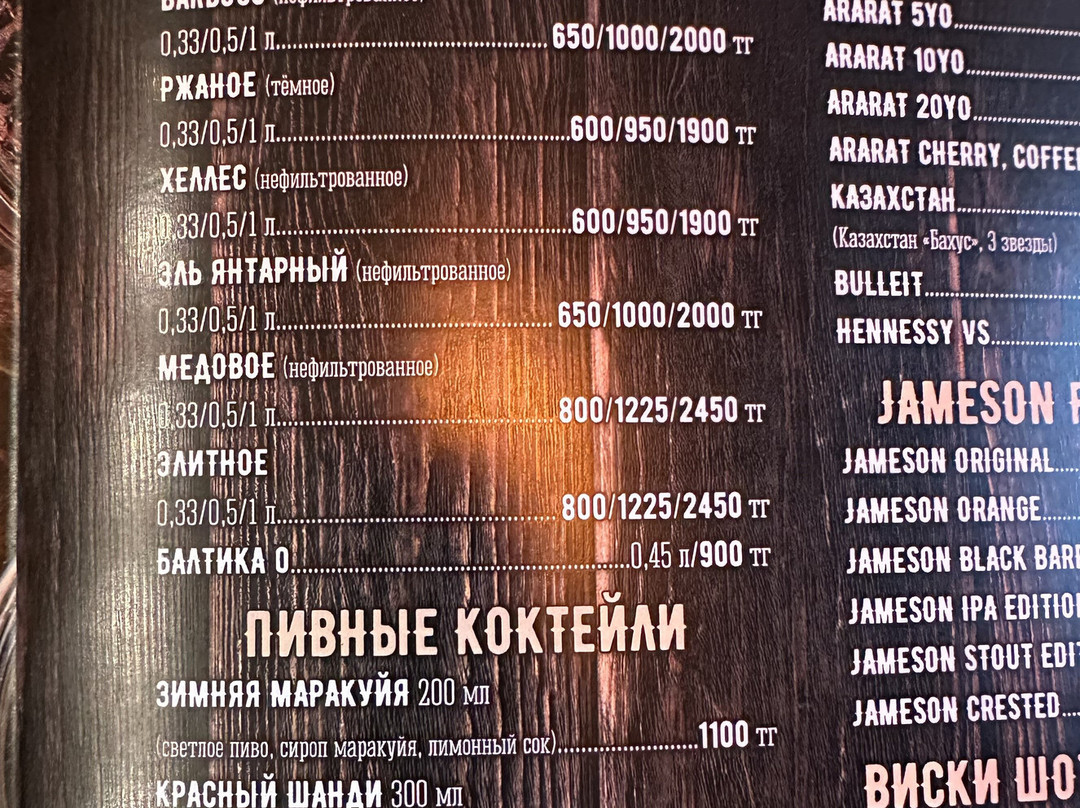 (нефильтрованное)
0,33/0,5/1 л 650/1000/2000 тг
РЖАНОЕ (тёмное)
0,33/0,5/1 л 600/950/1900 тг
ХЕЛЛЕС (нефильтрованное)
0,33/0,5/1 л 600/950/1900 тг
ЭЛЬ ЯНТАРНЫЙ (нефильтрованное)
0,33/0,5/1 л 650/1000/2000 тг
МЕДОВОЕ (нефильтрованное)
0,33/0,5/1 л 800/1225/2450 тг
ЭЛИТНОЕ
0,33/0,5/1 л 800/1225/2450 тг
БАЛТИКА 0 0,45 л/900 тг
ПИВНЫЕ КОКТЕЙЛИ
ЗИМНЯЯ МАРАКУЙЯ 200 мл
(светлое пиво, сироп маракуйя, лимонный сок) 1100 тг
КРАСНЫЙ ШАНДИ 300 мл
ARARAT 5YO
ARARAT 10YO
ARARAT 20YO
ARARAT CHERRY, COFFEE
КАЗАХСТАН
(Казахстан «Бахус», 3 звезды)
BULLEIT
HENNESSY VS
JAMESON
JAMESON ORIGINAL
JAMESON ORANGE
JAMESON BLACK BARR
JAMESON IPA EDITIO
JAMESON STOUT EDIT
JAMESON CRESTED
ВИСКИ ШО